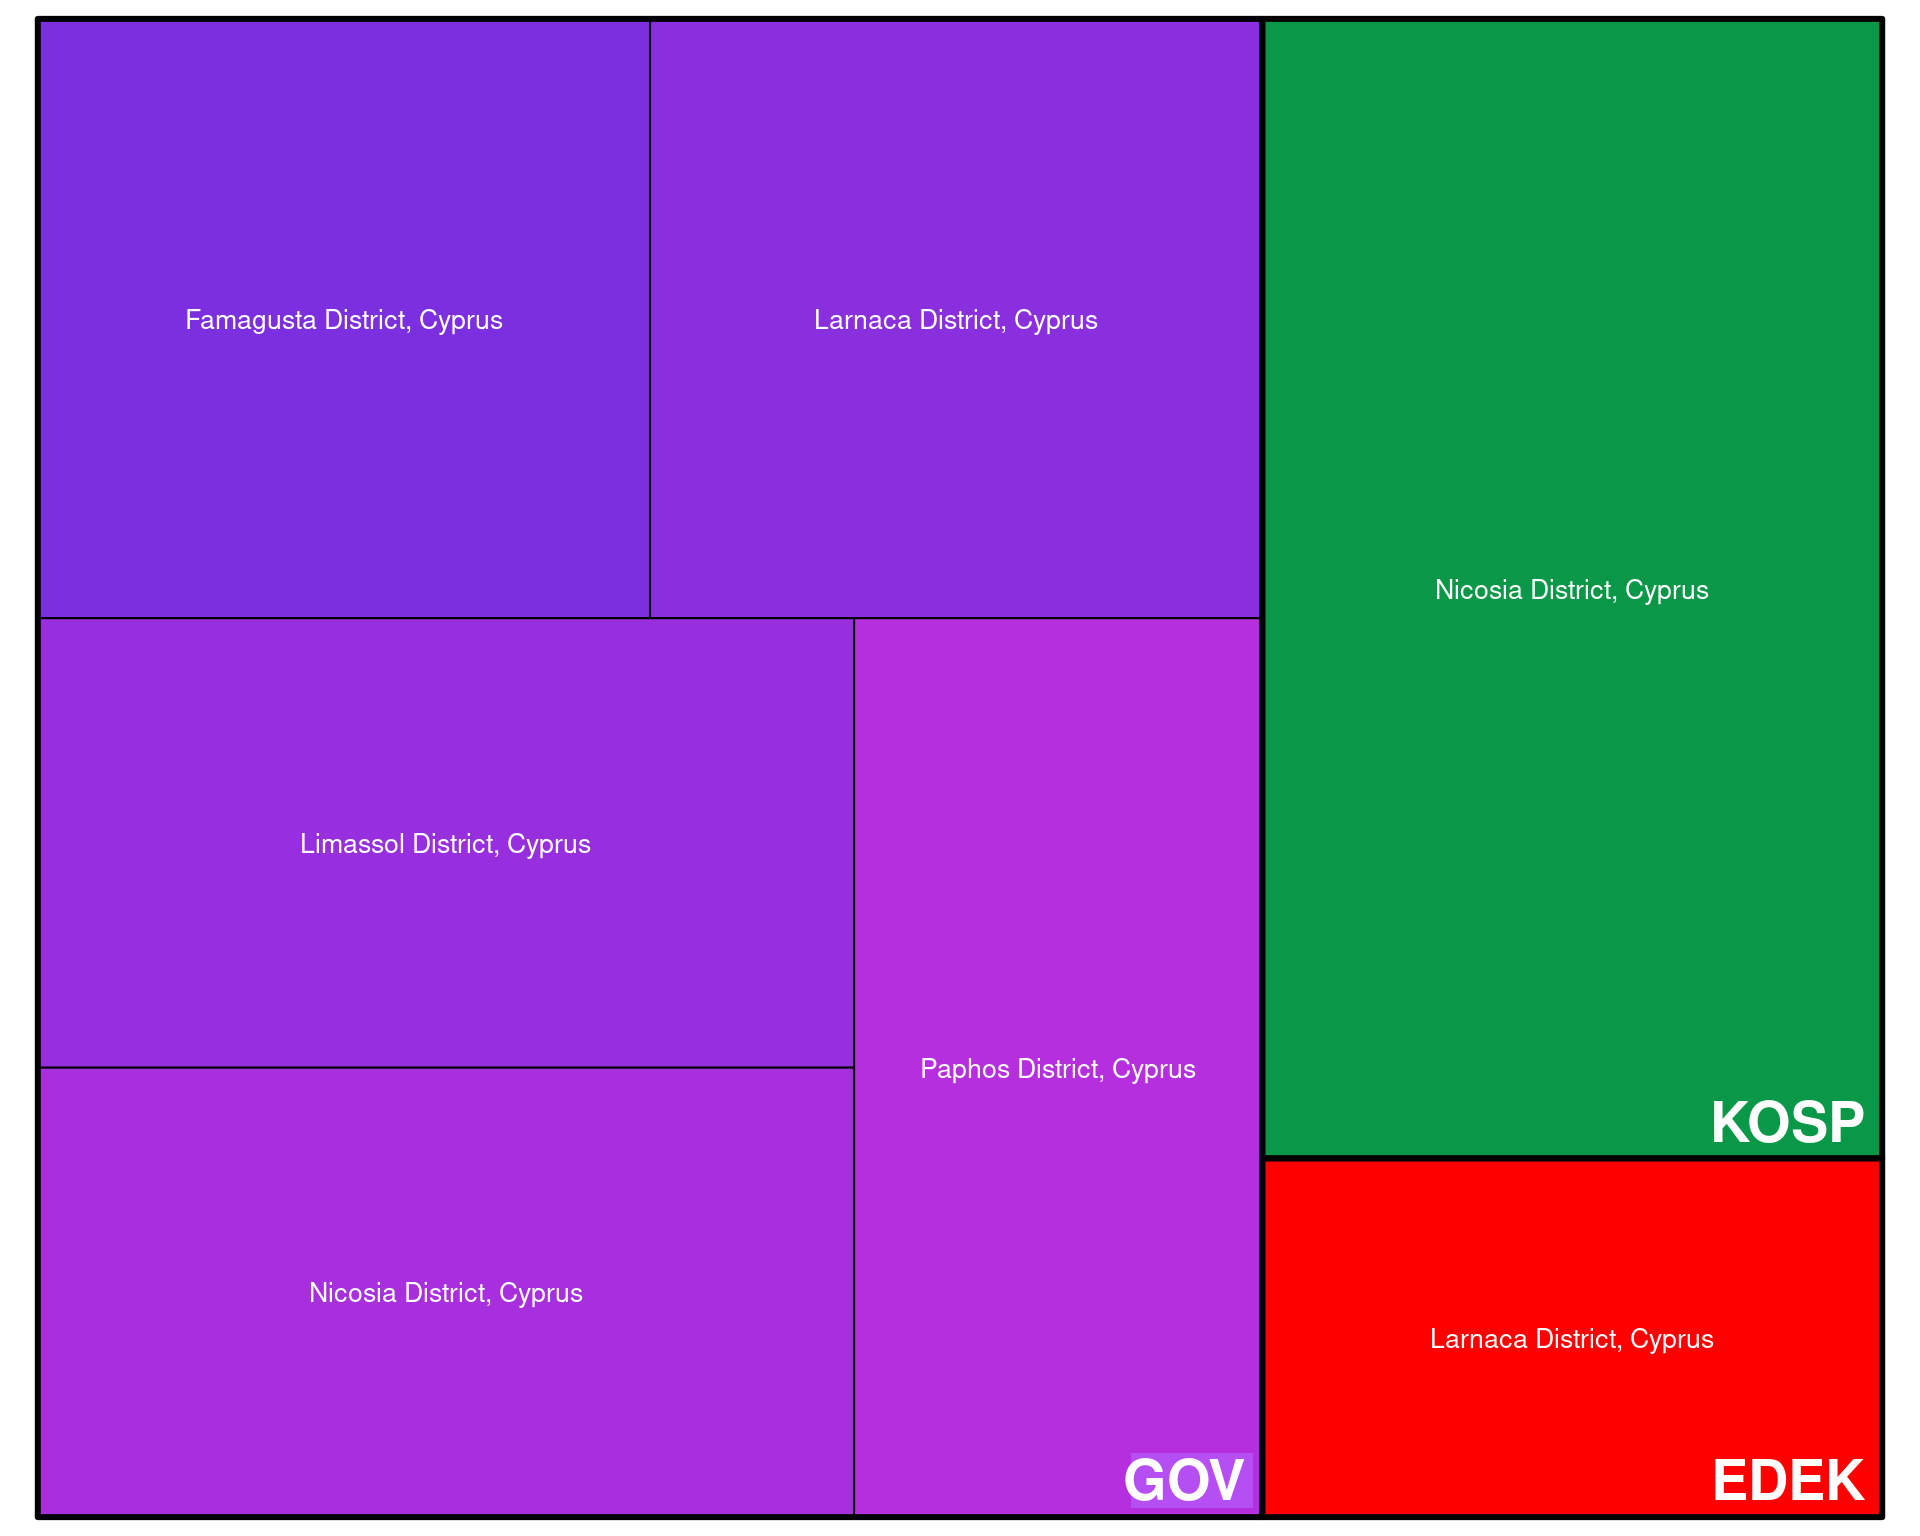 Famagusta District, Cyprus
Larnaca District, Cyprus
Limassol District, Cyprus
Nicosia District, Cyprus
Paphos District, Cyprus
GOV
Nicosia District, Cyprus
KOSP
Larnaca District, Cyprus
EDEK